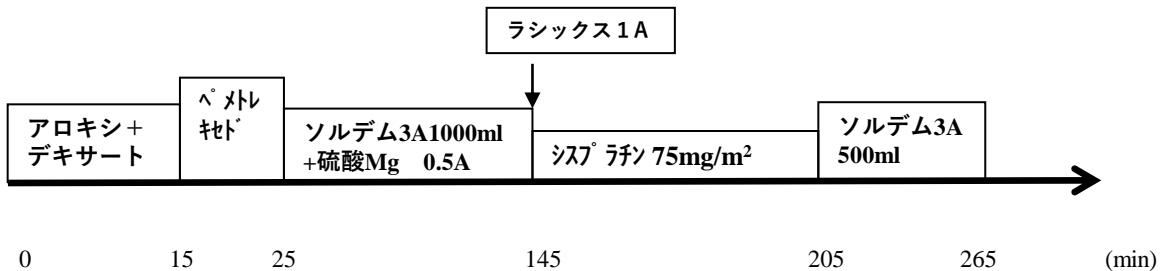 ラシックス１A
アロキシ＋
デキサート
ﾍﾟﾒﾄﾚ
ｷｾﾄﾞ
ソルデム3A1000ml
+硫酸Mg 0.5A
ｼｽﾌﾟﾗﾁﾝ 75mg/m²
ソルデム3A
500ml
0 15 25 145 205 265 (min)